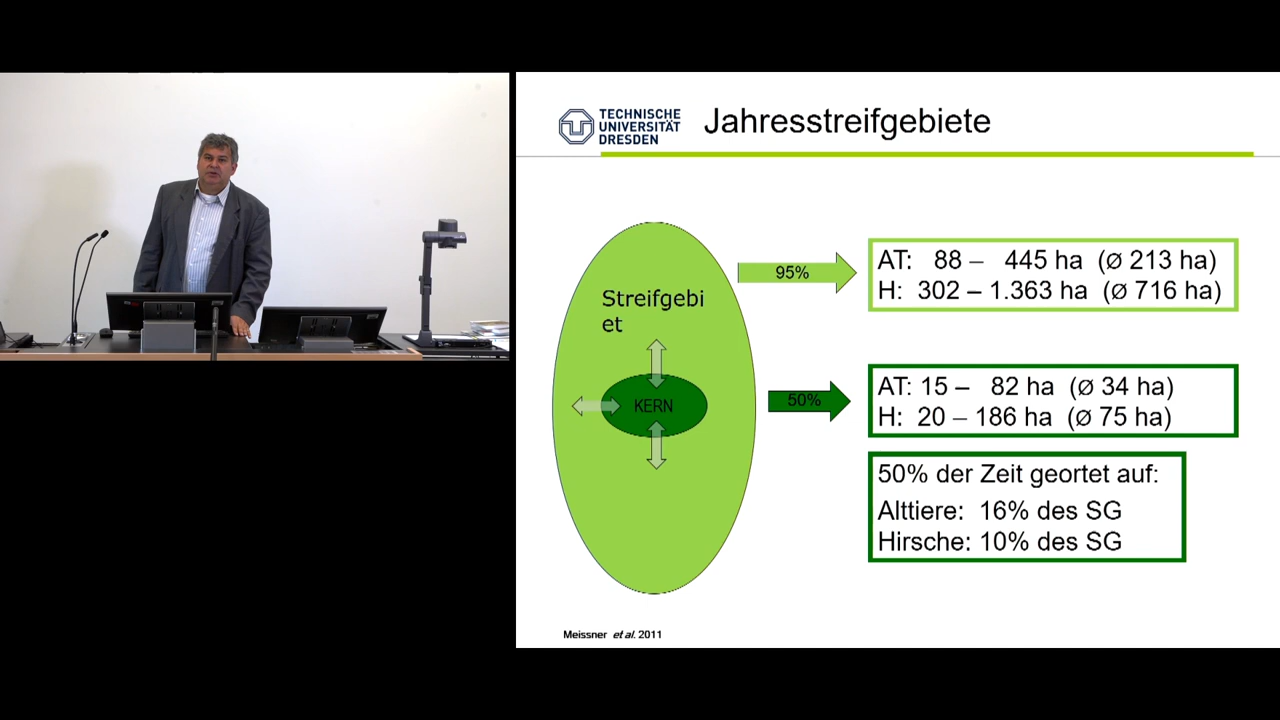 TECHNISCHE
UNIVERSITÄT
DRESDEN
Jahresstreifgebiete
Streifgebi
et
KERN
95%
AT: 88 – 445 ha (Ø 213 ha)
H: 302 – 1.363 ha (Ø 716 ha)
50%
AT: 15 – 82 ha (Ø 34 ha)
H: 20 – 186 ha (Ø 75 ha)
50% der Zeit geortet auf:
Alttiere: 16% des SG
Hirsche: 10% des SG
Meissner et al. 2011